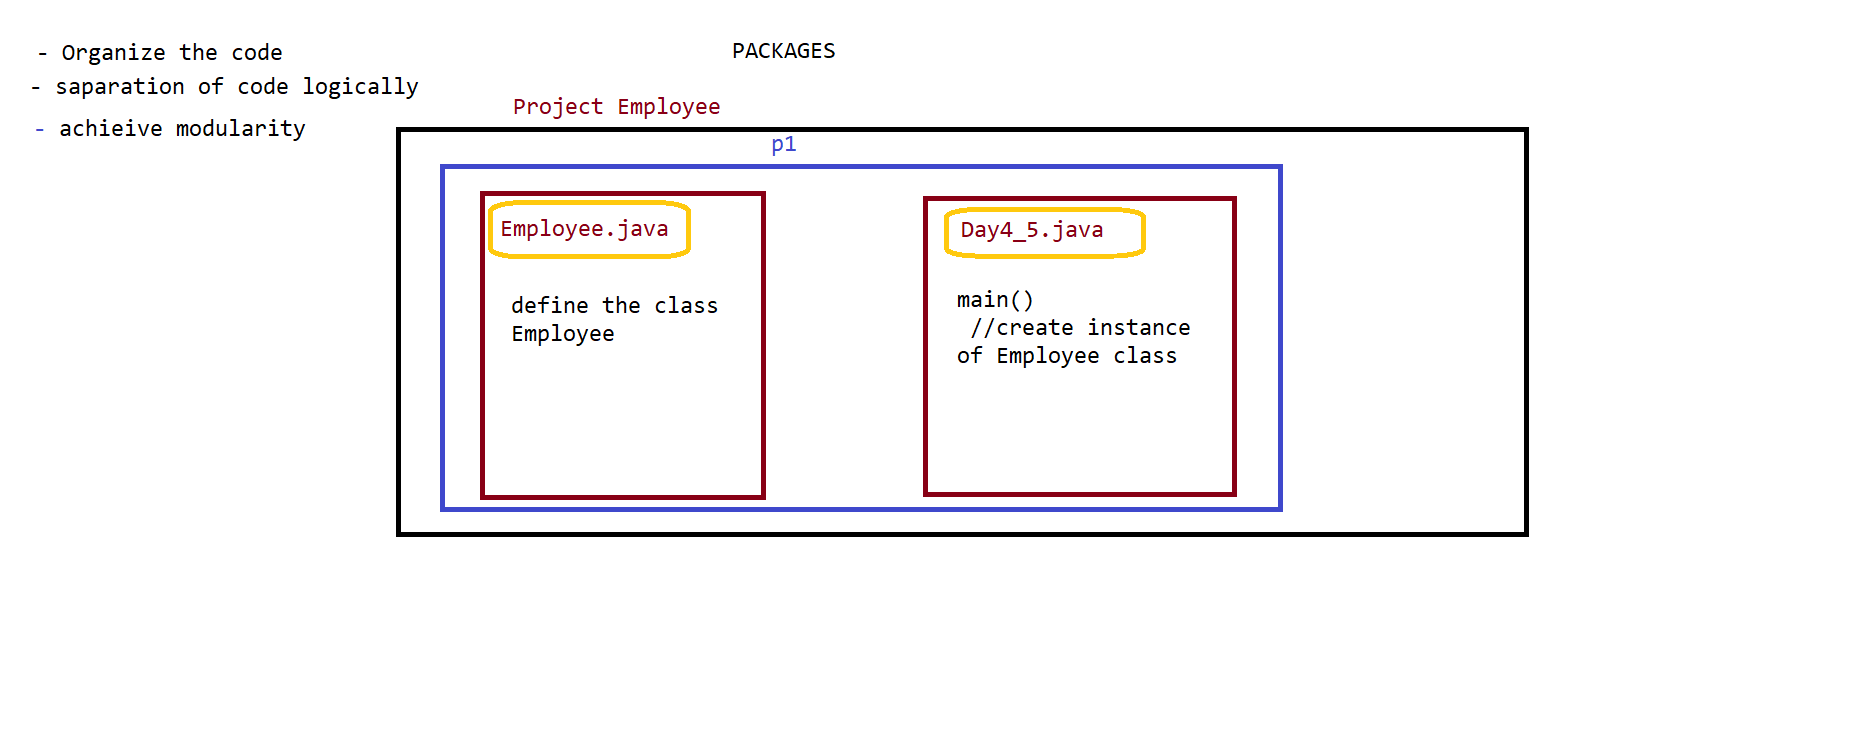 - Organize the code
- saparation of code logically
- achieive modularity
PACKAGES
Project Employee
p1
Employee.java
define the class
Employee
Day4_5.java
main()
//create instance
of Employee class